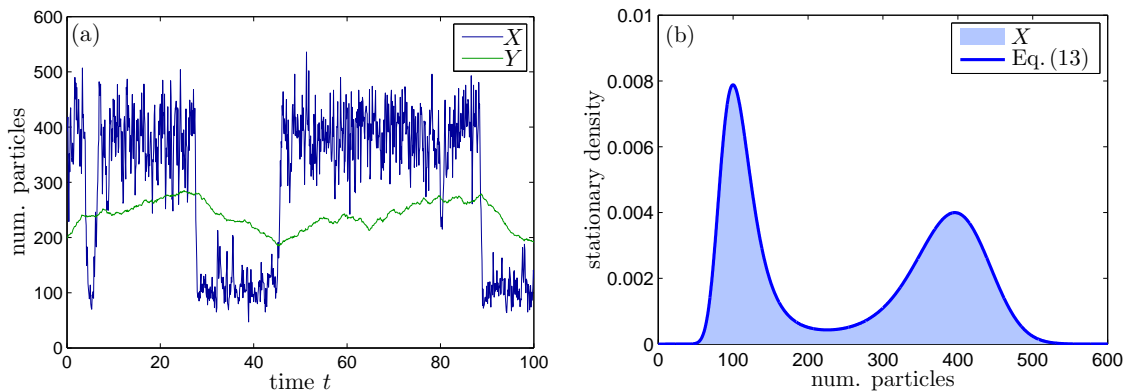 (a)
X
Y
600
500
400
300
200
100
0
num. particles
0 20 40 60 80 100
time t
(b)
X
Eq. (13)
0.01
0.008
0.006
0.004
0.002
0
stationary density
0 100 200 300 400 500 600
num. particles